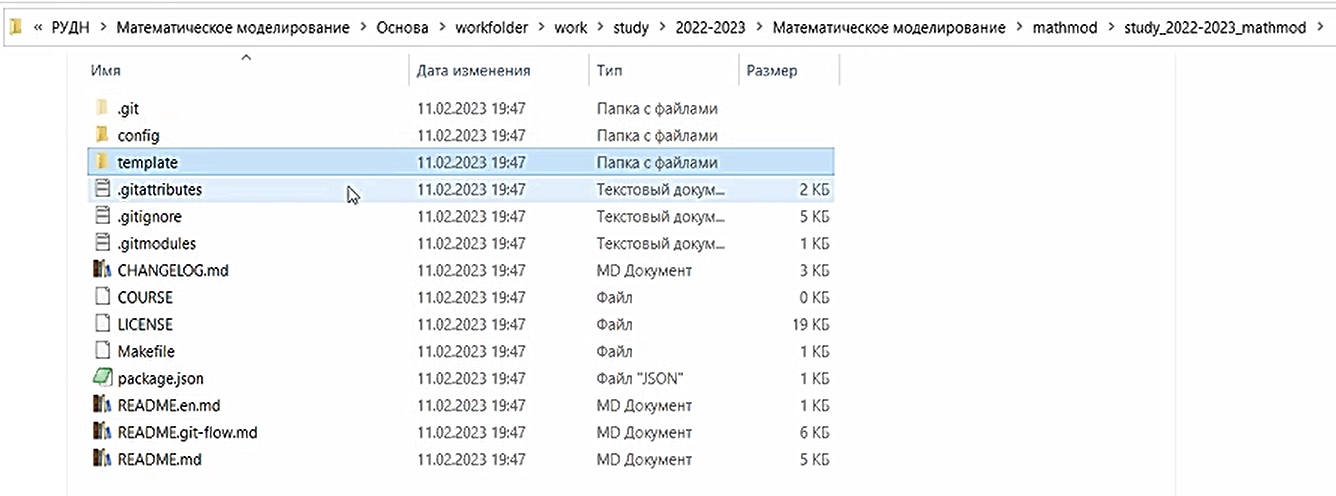 « РУДН > Математическое моделирование > Основа > workfolder > work > study > 2022-2023 > Математическое моделирование > mathmod > study_2022-2023_mathmod >
Имя Дата изменения Тип Размер
.git 11.02.2023 19:47 Папка с файлами
config 11.02.2023 19:47 Папка с файлами
template 11.02.2023 19:47 Папка с файлами
.gitattributes 11.02.2023 19:47 Текстовый докум... 2 КБ
.gitignore 11.02.2023 19:47 Текстовый докум... 5 КБ
.gitmodules 11.02.2023 19:47 Текстовый докум... 1 КБ
CHANGELOG.md 11.02.2023 19:47 MD Документ 3 КБ
COURSE 11.02.2023 19:47 Файл 0 КБ
LICENSE 11.02.2023 19:47 Файл 19 КБ
Makefile 11.02.2023 19:47 Файл 1 КБ
package.json 11.02.2023 19:47 Файл "JSON" 1 КБ
README.en.md 11.02.2023 19:47 MD Документ 1 КБ
README.git-flow.md 11.02.2023 19:47 MD Документ 6 КБ
README.md 11.02.2023 19:47 MD Документ 5 КБ